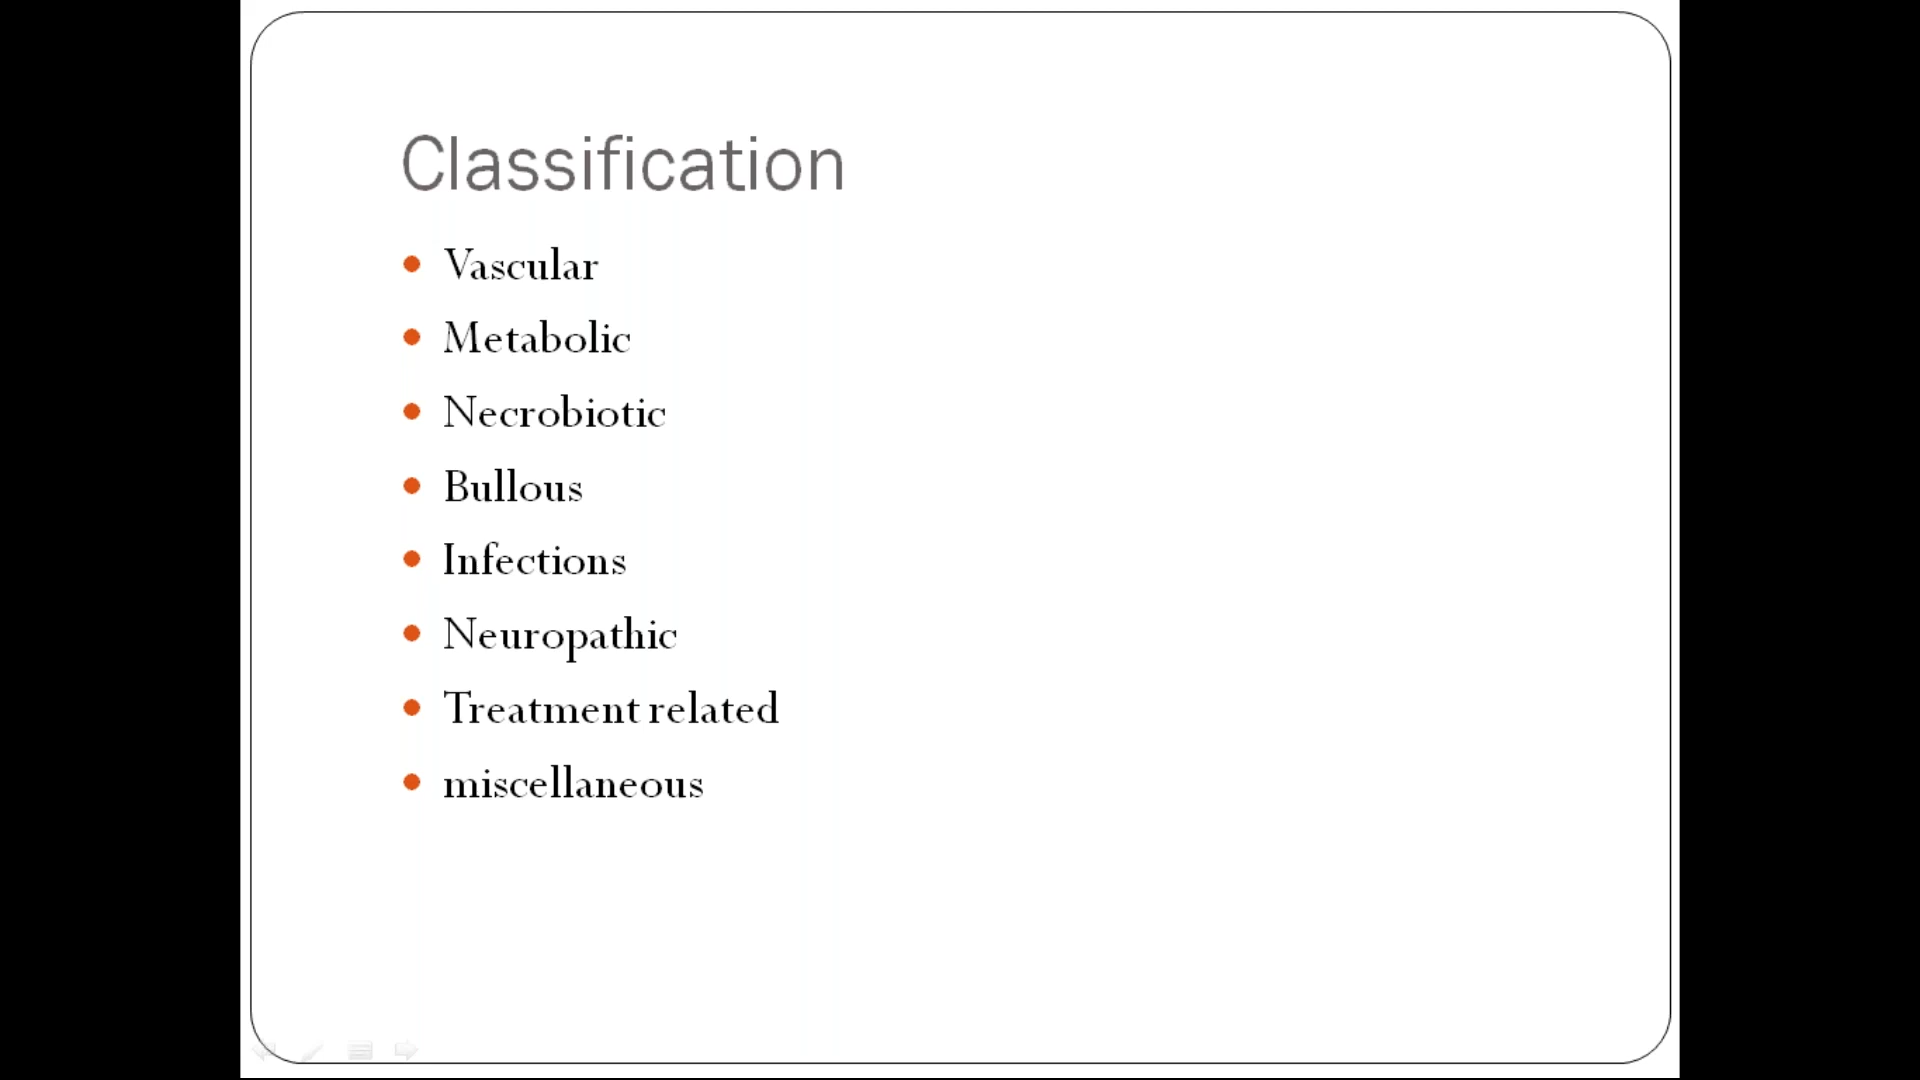 Classification
Vascular
Metabolic
Necrobiotic
Bullous
Infections
Neuropathic
Treatment related
miscellaneous